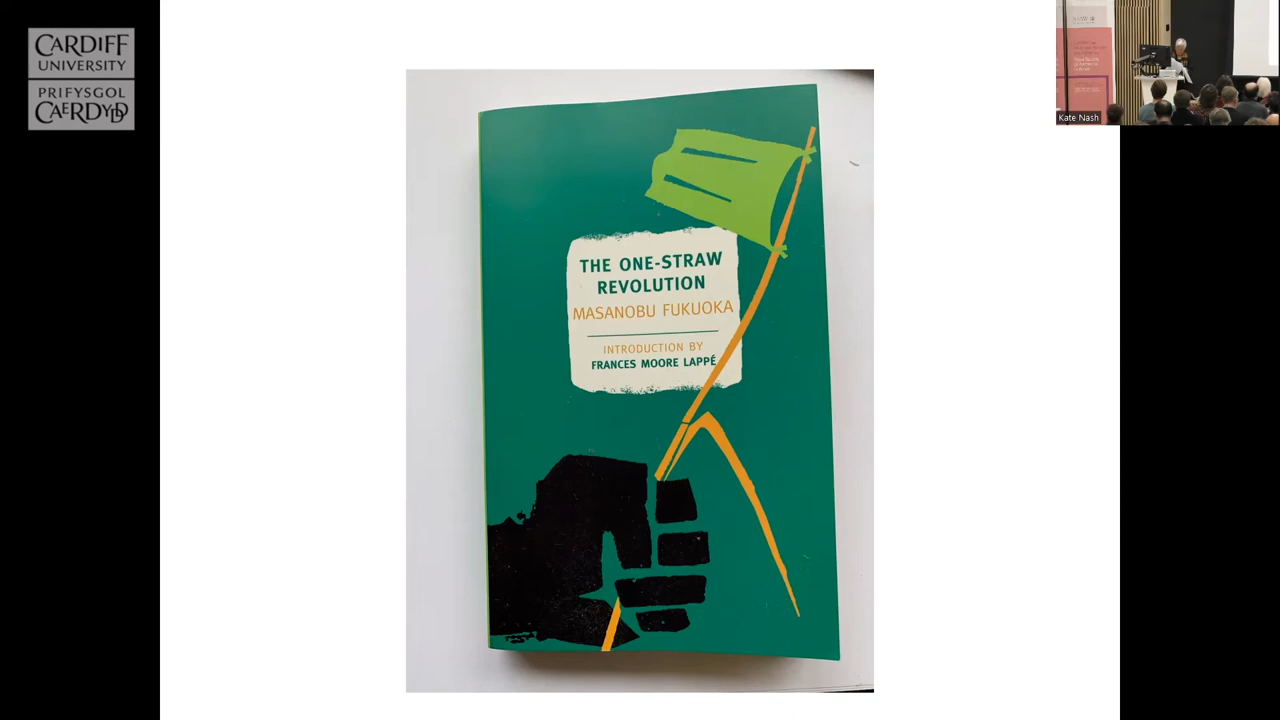 CARDIFF
UNIVERSITY
PRIFYSGOL
CAERDYDD
THE ONE-STRAW
REVOLUTION
MASANOBU FUKUOKA
INTRODUCTION BY
FRANCES MOORE LAPPÉ
Kate Nash